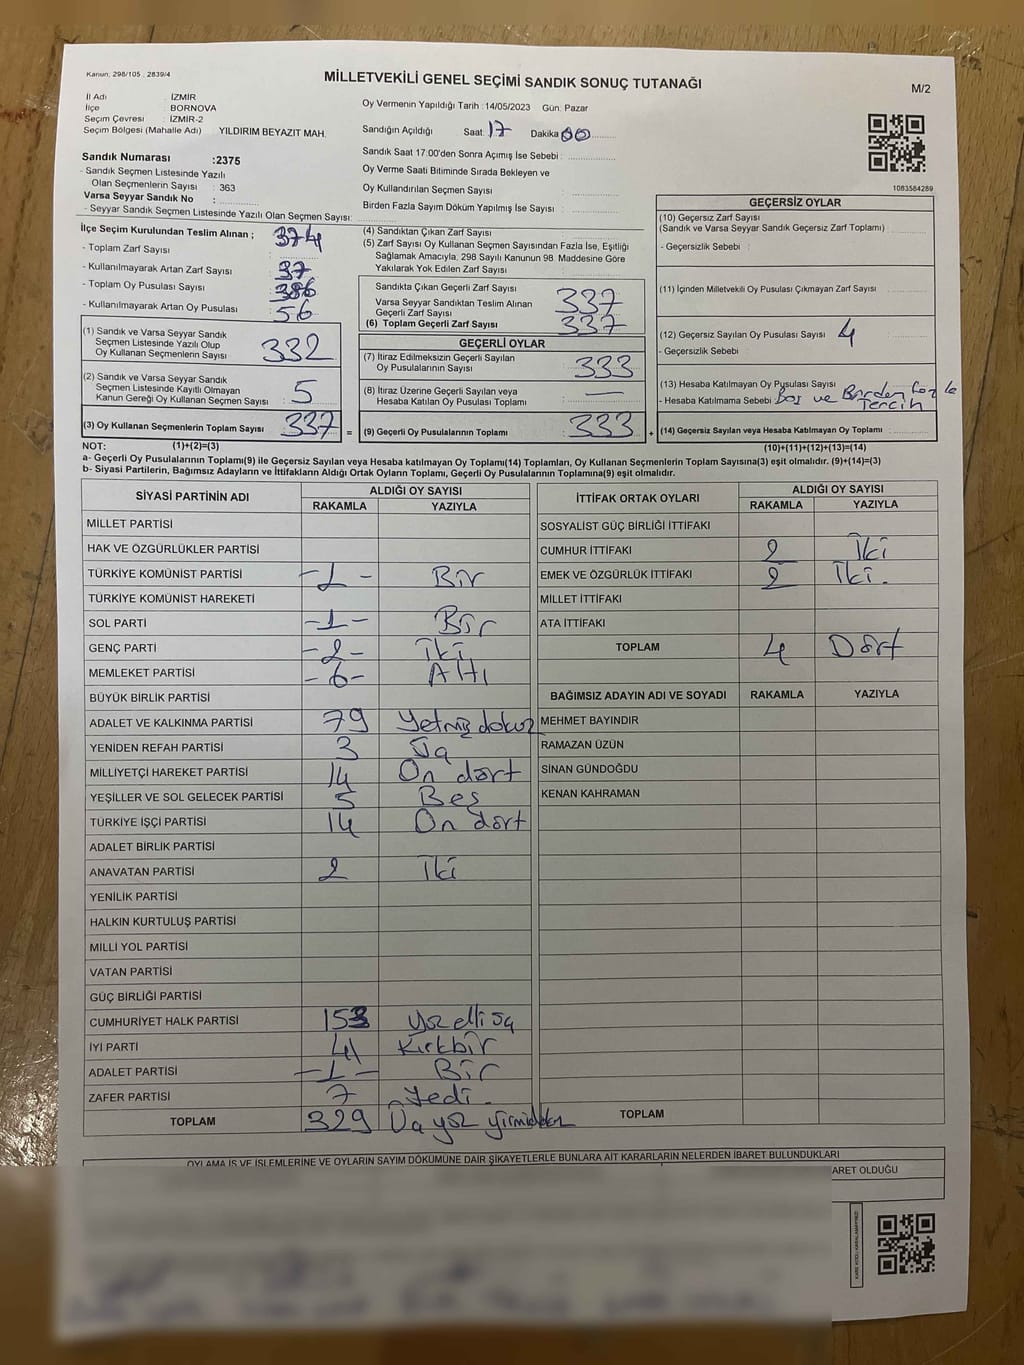 Kanun: 298/105 , 2839/4
MİLLETVEKİLİ GENEL SEÇİMİ SANDIK SONUÇ TUTANAĞI
M/2
İl Adı : İZMİR
İlçe : BORNOVA
Seçim Çevresi : İZMİR-2
Seçim Bölgesi (Mahalle Adı) YILDIRIM BEYAZIT MAH.
Oy Vermenin Yapıldığı Tarih :14/05/2023 Gün: Pazar
Sandığın Açıldığı Saat 17 Dakika 00
Sandık Saat 17:00'den Sonra Açımış İse Sebebi :
Oy Verme Saati Bitiminde Sırada Bekleyen ve
Oy Kullandırılan Seçmen Sayısı :
Birden Fazla Sayım Döküm Yapılmış İse Sayısı :
1083584289
Sandık Numarası :2375
- Sandık Seçmen Listesinde Yazılı
Olan Seçmenlerin Sayısı : 363
Varsa Seyyar Sandık No :
- Seyyar Sandık Seçmen Listesinde Yazılı Olan Seçmen Sayısı:
İlçe Seçim Kurulundan Teslim Alınan ;
- Toplam Zarf Sayısı : 374
- Kullanılmayarak Artan Zarf Sayısı : 37
- Toplam Oy Pusulası Sayısı : 386
- Kullanılmayarak Artan Oy Pusulası : 56
(1) Sandık ve Varsa Seyyar Sandık
Seçmen Listesinde Yazılı Olup
Oy Kullanan Seçmenlerin Sayısı : 332
(2) Sandık ve Varsa Seyyar Sandık
Seçmen Listesinde Kayıtlı Olmayan
Kanun Gereği Oy Kullanan Seçmen Sayısı : 5
(3) Oy Kullanan Seçmenlerin Toplam Sayısı : 337 =
(4) Sandıktan Çıkan Zarf Sayısı :
(5) Zarf Sayısı Oy Kullanan Seçmen Sayısından Fazla İse, Eşitliği
Sağlamak Amacıyla, 298 Sayılı Kanunun 98. Maddesine Göre
Yakılarak Yok Edilen Zarf Sayısı :
Sandıkta Çıkan Geçerli Zarf Sayısı : 337
Varsa Seyyar Sandıktan Teslim Alınan
Geçerli Zarf Sayısı :
(6) Toplam Geçerli Zarf Sayısı : 337
GEÇERLİ OYLAR
(7) İtiraz Edilmeksizin Geçerli Sayılan
Oy Pusulalarının Sayısı : 333
(8) İtiraz Üzerine Geçerli Sayılan veya
Hesaba Katılan Oy Pusulası Toplamı : —
(9) Geçerli Oy Pusulalarının Toplamı : 333 +
GEÇERSİZ OYLAR
(10) Geçersiz Zarf Sayısı
(Sandık ve Varsa Seyyar Sandık Geçersiz Zarf Toplamı)
- Geçersizlik Sebebi :
(11) İçinden Milletvekili Oy Pusulası Çıkmayan Zarf Sayısı :
(12) Geçersiz Sayılan Oy Pusulası Sayısı : 4
- Geçersizlik Sebebi :
(13) Hesaba Katılmayan Oy Pusulası Sayısı
- Hesaba Katılmama Sebebi : Boş ve Birden fazla
Tercih
(14) Geçersiz Sayılan veya Hesaba Katılmayan Oy Toplamı :
NOT: (1)+(2)=(3) (10)+(11)+(12)+(13)=(14)
a- Geçerli Oy Pusulalarının Toplamı(9) ile Geçersiz Sayılan veya Hesaba katılmayan Oy Toplamı(14) Toplamları, Oy Kullanan Seçmenlerin Toplam Sayısına(3) eşit olmalıdır. (9)+(14)=(3)
b- Siyasi Partilerin, Bağımsız Adayların ve İttifakların Aldığı Ortak Oyların Toplamı, Geçerli Oy Pusulalarının Toplamına(9) eşit olmalıdır.
SİYASİ PARTİNİN ADI ALDIĞI OY SAYISI
RAKAMLA YAZIYLA
MİLLET PARTİSİ
HAK VE ÖZGÜRLÜKLER PARTİSİ
TÜRKİYE KOMÜNİST PARTİSİ -1- Bir
TÜRKİYE KOMÜNİST HAREKETİ
SOL PARTİ -1- Bir
GENÇ PARTİ -2- İki
MEMLEKET PARTİSİ -6- Altı
BÜYÜK BİRLİK PARTİSİ
ADALET VE KALKINMA PARTİSİ 79 Yetmiş dokuz
YENİDEN REFAH PARTİSİ 3 Üç
MİLLİYETÇİ HAREKET PARTİSİ 14 On dört
YEŞİLLER VE SOL GELECEK PARTİSİ 5 Beş
TÜRKİYE İŞÇİ PARTİSİ 14 On dört
ADALET BİRLİK PARTİSİ
ANAVATAN PARTİSİ 2 İki
YENİLİK PARTİSİ
HALKIN KURTULUŞ PARTİSİ
MİLLİ YOL PARTİSİ
VATAN PARTİSİ
GÜÇ BİRLİĞİ PARTİSİ
CUMHURİYET HALK PARTİSİ 153 Yüz elli üç
İYİ PARTİ 41 Kırkbir
ADALET PARTİSİ -1- Bir
ZAFER PARTİSİ 7 Yedi.
TOPLAM 329 Üç yüz yirmidokuz
İTTİFAK ORTAK OYLARI ALDIĞI OY SAYISI
RAKAMLA YAZIYLA
SOSYALİST GÜÇ BİRLİĞİ İTTİFAKI
CUMHUR İTTİFAKI 2 İki
EMEK VE ÖZGÜRLÜK İTTİFAKI 2 İki.
MİLLET İTTİFAKI
ATA İTTİFAKI
TOPLAM 4 Dört
BAĞIMSIZ ADAYIN ADI VE SOYADI RAKAMLA YAZIYLA
MEHMET BAYINDIR
RAMAZAN ÜZÜN
SİNAN GÜNDOĞDU
KENAN KAHRAMAN
TOPLAM
OYLAMA İŞ VE İŞLEMLERİNE VE OYLARIN SAYIM DÖKÜMÜNE DAİR ŞİKAYETLERLE BUNLARA AİT KARARLARIN NELERDEN İBARET BULUNDUKLARI
ARET OLDUĞU